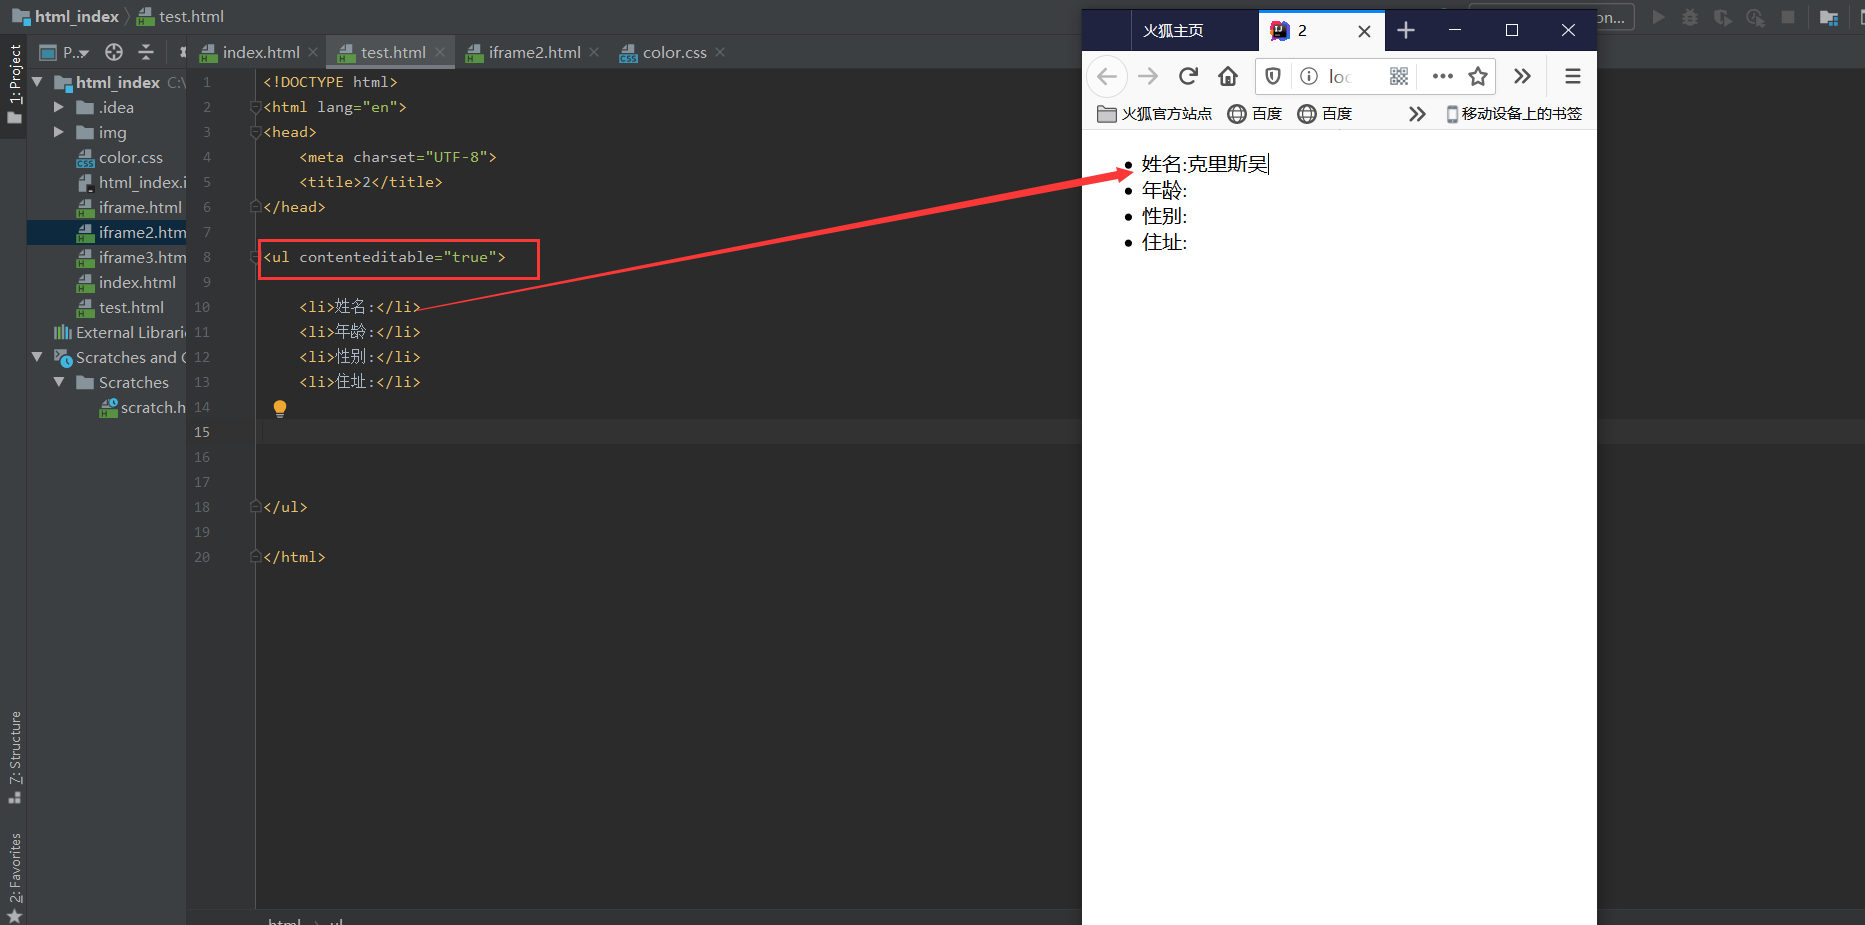 html_index test.html
on...
1: Project
P..
index.html
test.html
iframe2.html
color.css
html_index C:\
.idea
img
color.css
html_index.i
iframe.html
iframe2.htm
iframe3.htm
index.html
test.html
External Librari
Scratches and C
Scratches
scratch.h
7: Structure
2: Favorites
1 <!DOCTYPE html>
2 <html lang="en">
3 <head>
4 <meta charset="UTF-8">
5 <title>2</title>
6 </head>
7
8 <ul contenteditable="true">
9
10 <li>姓名:</li>
11 <li>年龄:</li>
12 <li>性别:</li>
13 <li>住址:</li>
14
15
16
17
18 </ul>
19
20 </html>
html › ul
火狐主页
2
loc
火狐官方站点 百度 百度 移动设备上的书签
姓名:克里斯吴
年龄:
性别:
住址: